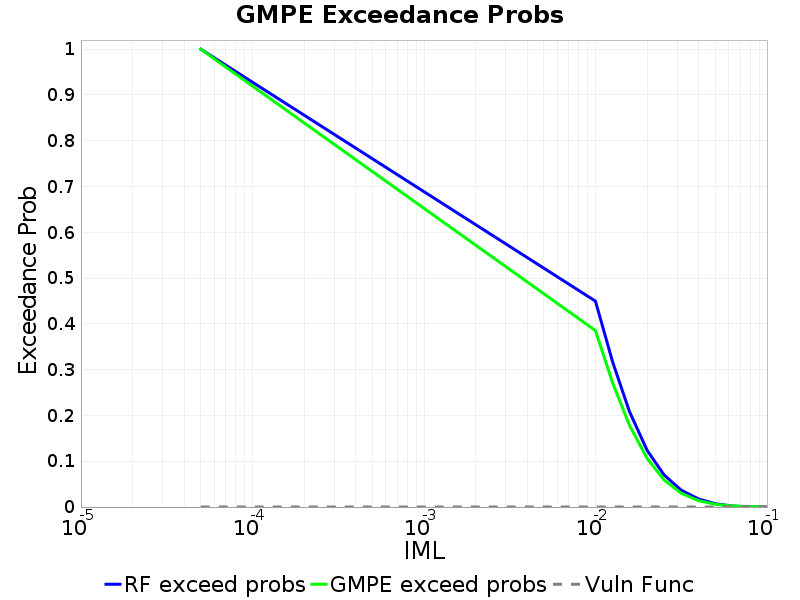 GMPE Exceedance Probs
Exceedance Prob
1
0.9
0.8
0.7
0.6
0.5
0.4
0.3
0.2
0.1
0
10^-5 10^-4 10^-3 10^-2 10^-1
IML
RF exceed probs GMPE exceed probs Vuln Func